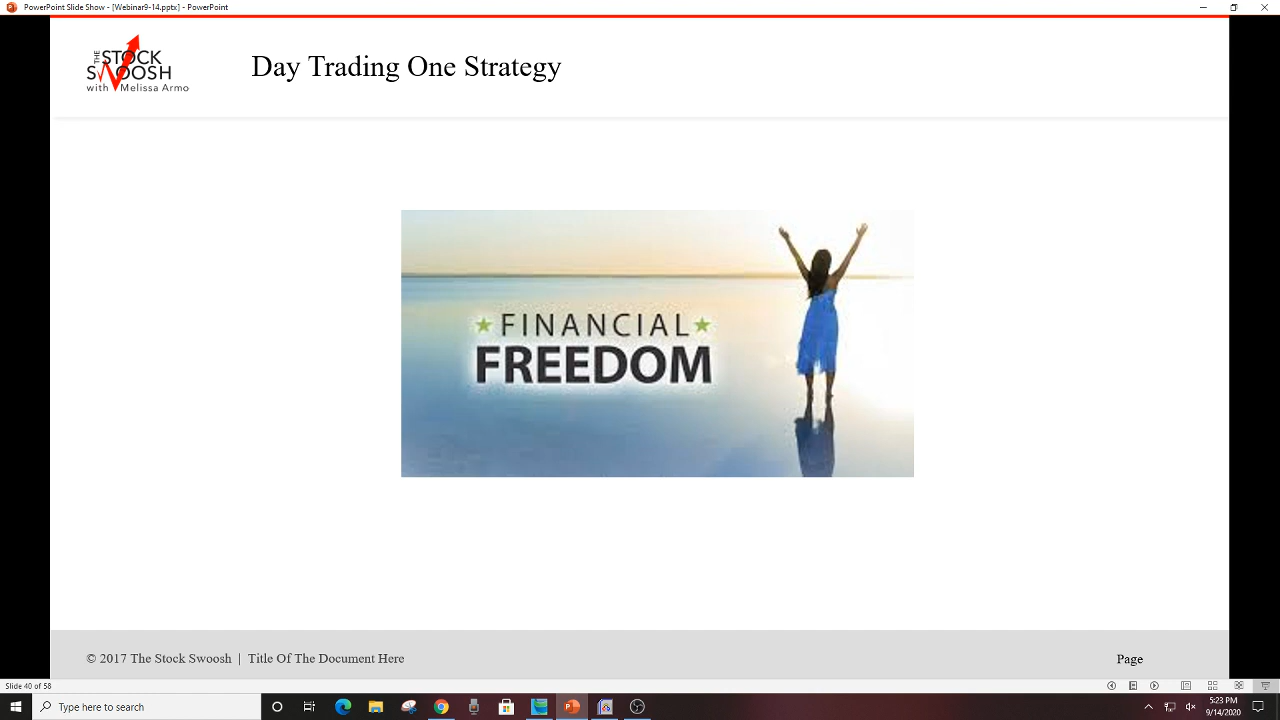 PowerPoint Slide Show - [Webinar9-14.pptx] - PowerPoint
THE STOCK
SWOOSH
with Melissa Armo
Day Trading One Strategy
FINANCIAL
FREEDOM
© 2017 The Stock Swoosh | Title Of The Document Here
Page
Slide 40 of 58
Type here to search
5:23 PM
9/14/2020